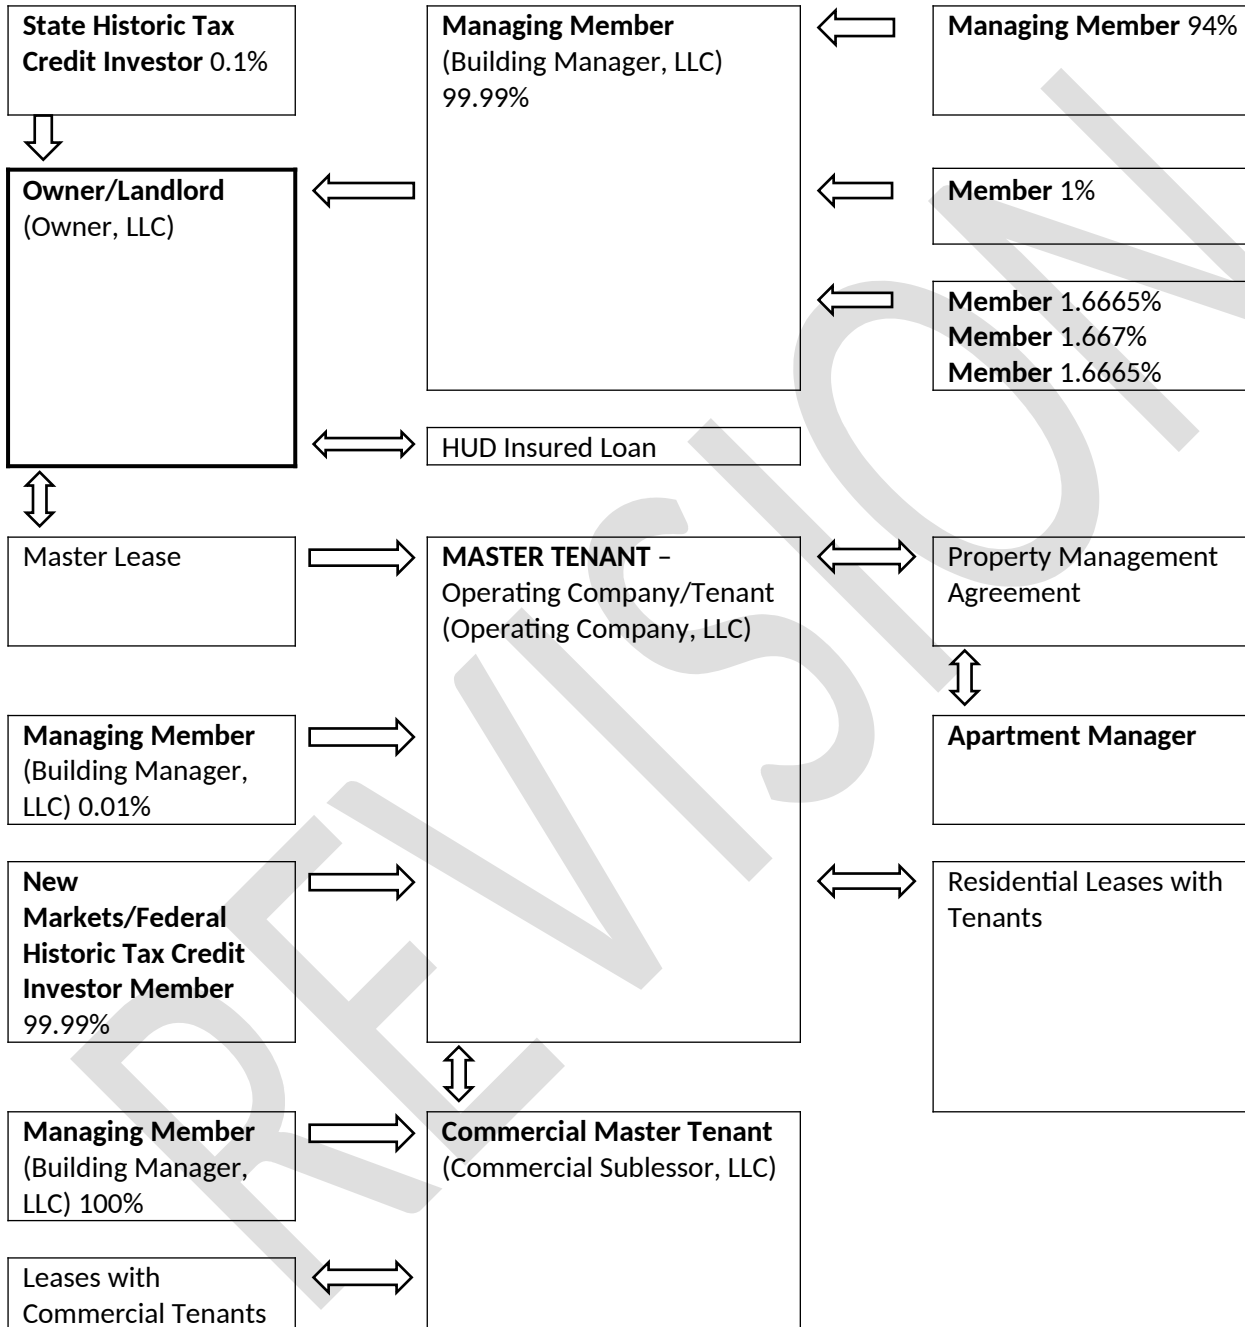 State Historic Tax
Credit Investor 0.1%
Managing Member
(Building Manager, LLC)
99.99%
Managing Member 94%
Owner/Landlord
(Owner, LLC)
Member 1%
Member 1.6665%
Member 1.667%
Member 1.6665%
HUD Insured Loan
Master Lease
MASTER TENANT –
Operating Company/Tenant
(Operating Company, LLC)
Property Management
Agreement
Managing Member
(Building Manager,
LLC) 0.01%
Apartment Manager
New
Markets/Federal
Historic Tax Credit
Investor Member
99.99%
Residential Leases with
Tenants
Managing Member
(Building Manager,
LLC) 100%
Commercial Master Tenant
(Commercial Sublessor, LLC)
Leases with
Commercial Tenants
REVISION